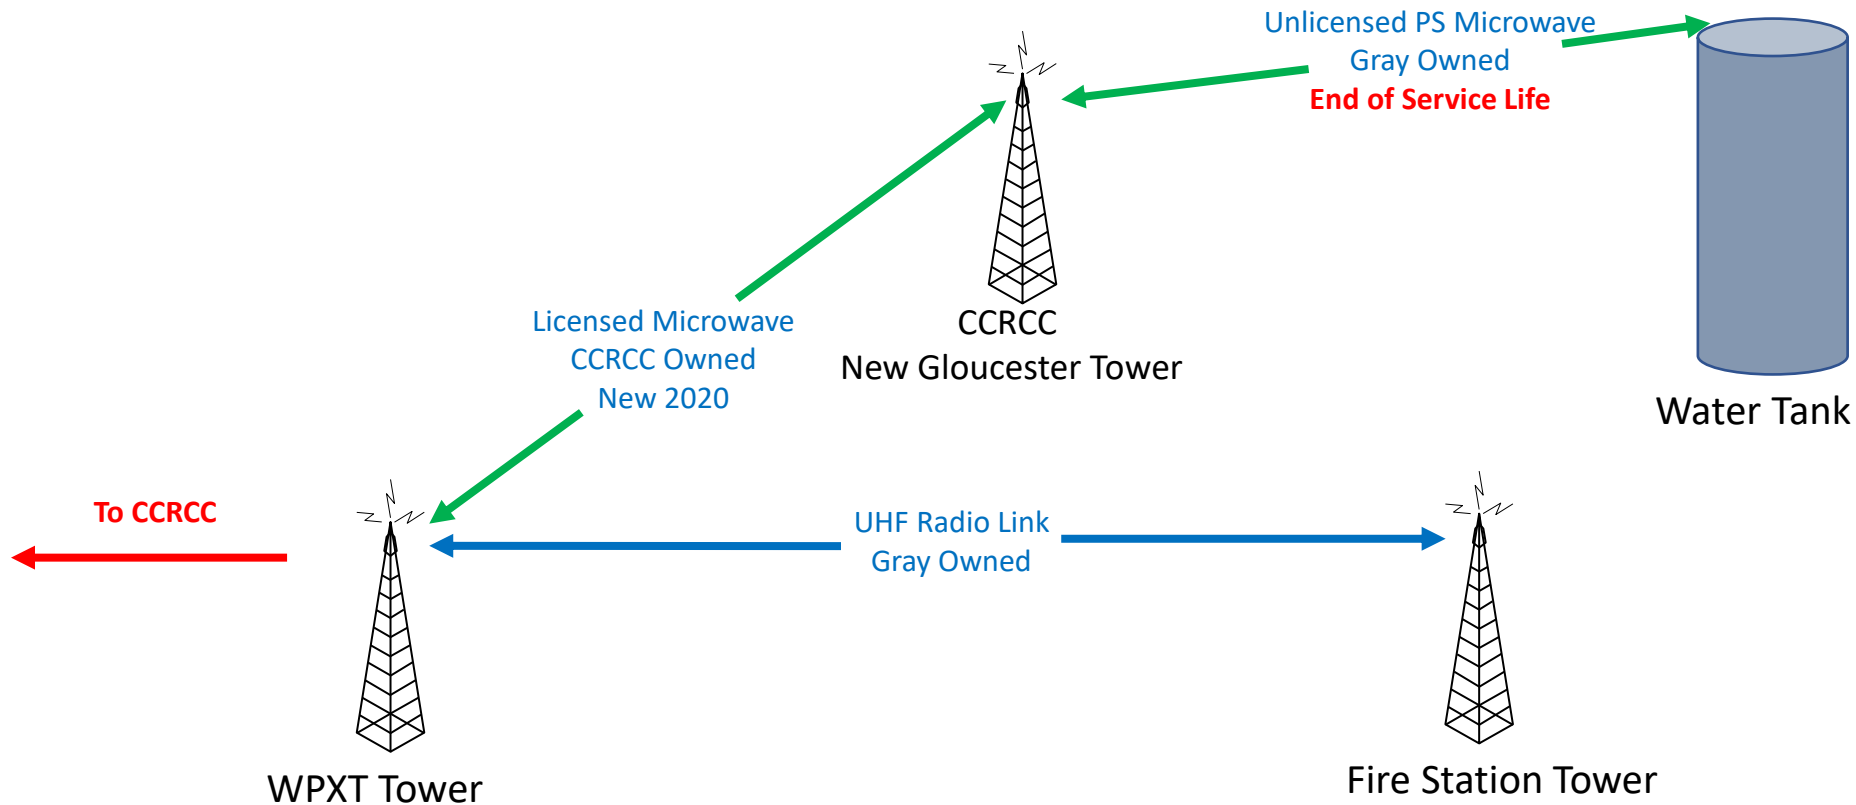 Unlicensed PS Microwave
Gray Owned
End of Service Life
Licensed Microwave
CCRCC Owned
New 2020
CCRCC
New Gloucester Tower
Water Tank
To CCRCC
UHF Radio Link
Gray Owned
WPXT Tower
Fire Station Tower